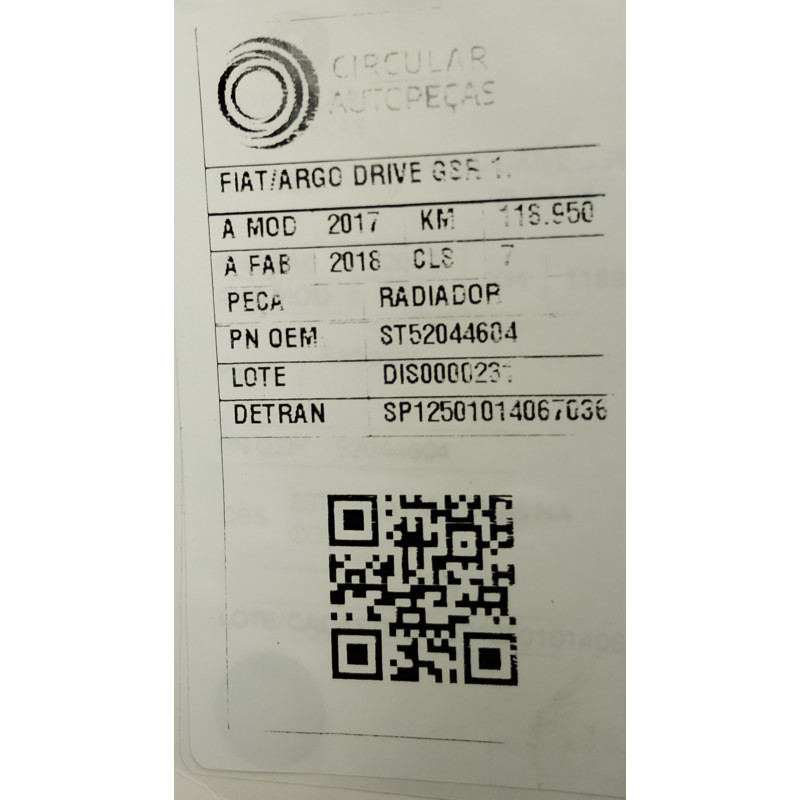 CIRCULAR
AUTOPEÇAS
FIAT/ARGO DRIVE GSR 1.
A MOD 2017 KM 118.950
A FAB 2018 CLS 7
PECA RADIADOR
PN OEM ST52044604
LOTE
DETRAN SP12501014067036